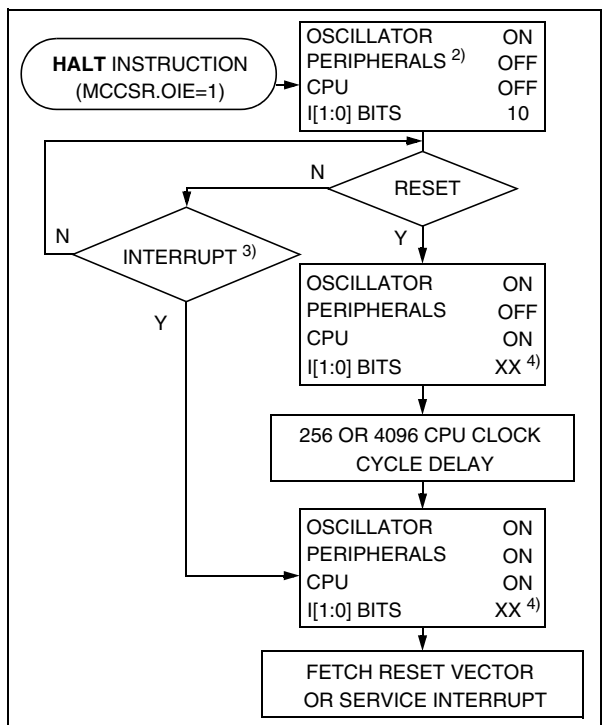 HALT INSTRUCTION
(MCCSR.OIE=1)
OSCILLATOR ON
PERIPHERALS 2) OFF
CPU OFF
I[1:0] BITS 10
N
RESET
N
INTERRUPT 3)
Y
Y
OSCILLATOR ON
PERIPHERALS OFF
CPU ON
I[1:0] BITS XX 4)
256 OR 4096 CPU CLOCK
CYCLE DELAY
OSCILLATOR ON
PERIPHERALS ON
CPU ON
I[1:0] BITS XX 4)
FETCH RESET VECTOR
OR SERVICE INTERRUPT